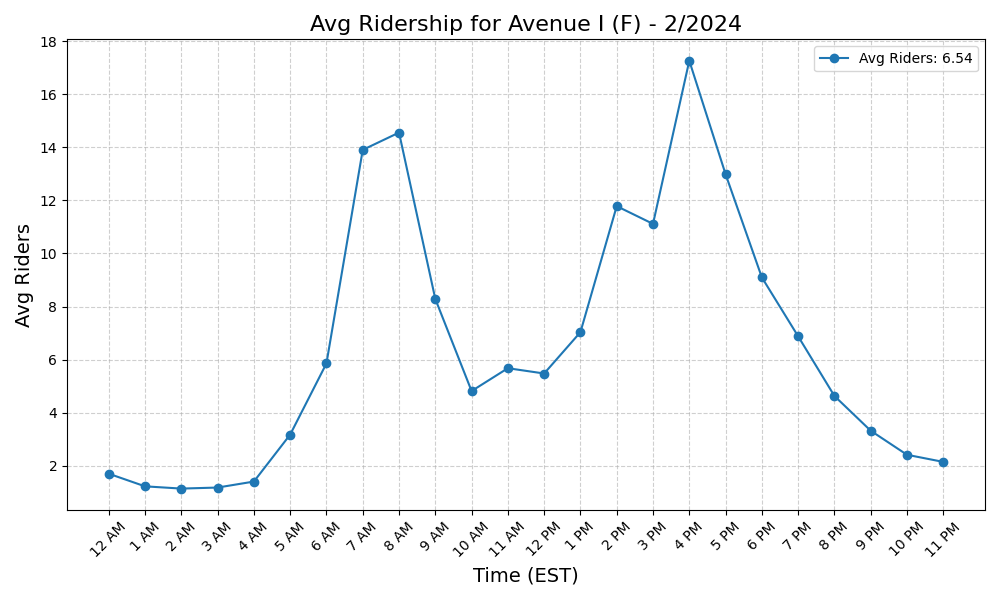 Avg Ridership for Avenue I (F) - 2/2024
Avg Riders: 6.54
Avg Riders
18
16
14
12
10
8
6
4
2
12 AM
1 AM
2 AM
3 AM
4 AM
5 AM
6 AM
7 AM
8 AM
9 AM
10 AM
11 AM
12 PM
1 PM
2 PM
3 PM
4 PM
5 PM
6 PM
7 PM
8 PM
9 PM
10 PM
11 PM
Time (EST)